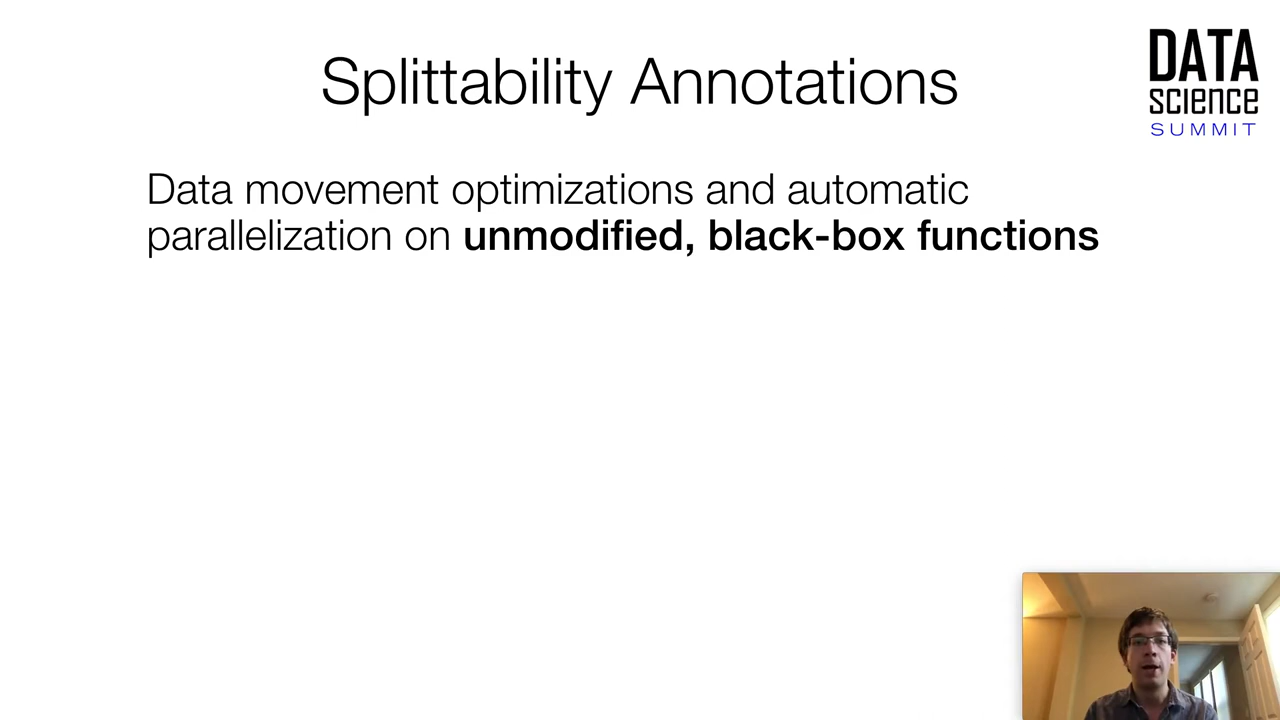 Splittability Annotations
DATA
science
SUMMIT
Data movement optimizations and automatic
parallelization on unmodified, black-box functions